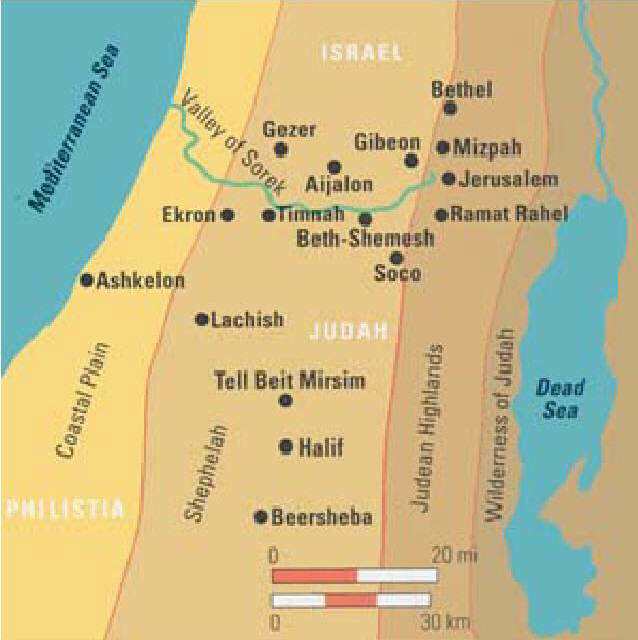 ISRAEL
Mediterranean Sea
Bethel
Valley of Sorek
Gezer
Gibeon
Mizpah
Aijalon
Jerusalem
Ekron
Timnah
Ramat Rahel
Beth-Shemesh
Soco
Ashkelon
Lachish
JUDAH
Coastal Plain
Tell Beit Mirsim
Judean Highlands
Wilderness of Judah
Dead
Sea
Shephelah
Halif
PHILISTIA
Beersheba
0 20 mi
0 30 km